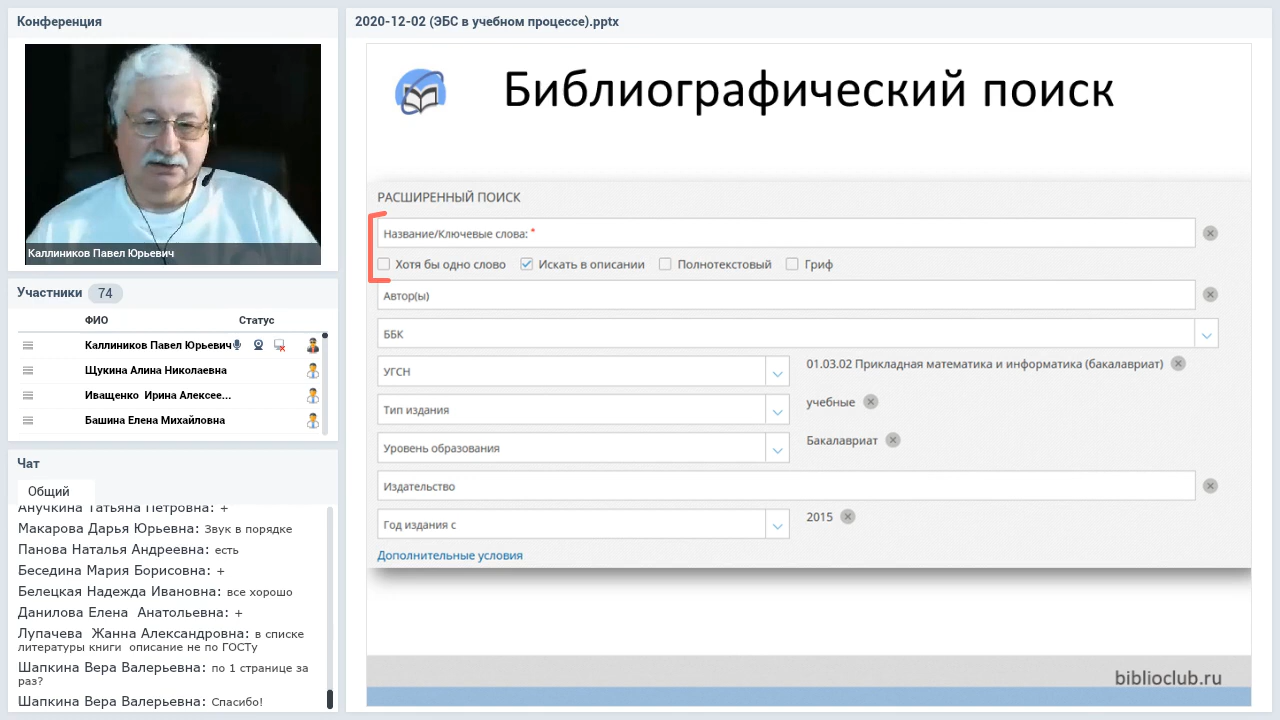 Конференция
Каллиников Павел Юрьевич
Участники 74
ФИО Статус
Каллиников Павел Юрьевич
Щукина Алина Николаевна
Иващенко Ирина Алексее...
Башина Елена Михайловна
Чат
Общий
Анучкина Татьяна Петровна: +
Макарова Дарья Юрьевна: Звук в порядке
Панова Наталья Андреевна: есть
Беседина Мария Борисовна: +
Белецкая Надежда Ивановна: все хорошо
Данилова Елена Анатольевна: +
Лупачева Жанна Александровна: в списке
литературы книги описание не по ГОСТу
Шапкина Вера Валерьевна: по 1 странице за
раз?
Шапкина Вера Валерьевна: Спасибо!
2020-12-02 (ЭБС в учебном процессе).pptx
Библиографический поиск
РАСШИРЕННЫЙ ПОИСК
Название/Ключевые слова: *
Хотя бы одно слово Искать в описании Полнотекстовый Гриф
Автор(ы)
ББК
УГСН 01.03.02 Прикладная математика и информатика (бакалавриат)
Тип издания учебные
Уровень образования Бакалавриат
Издательство
Год издания с 2015
Дополнительные условия
biblioclub.ru